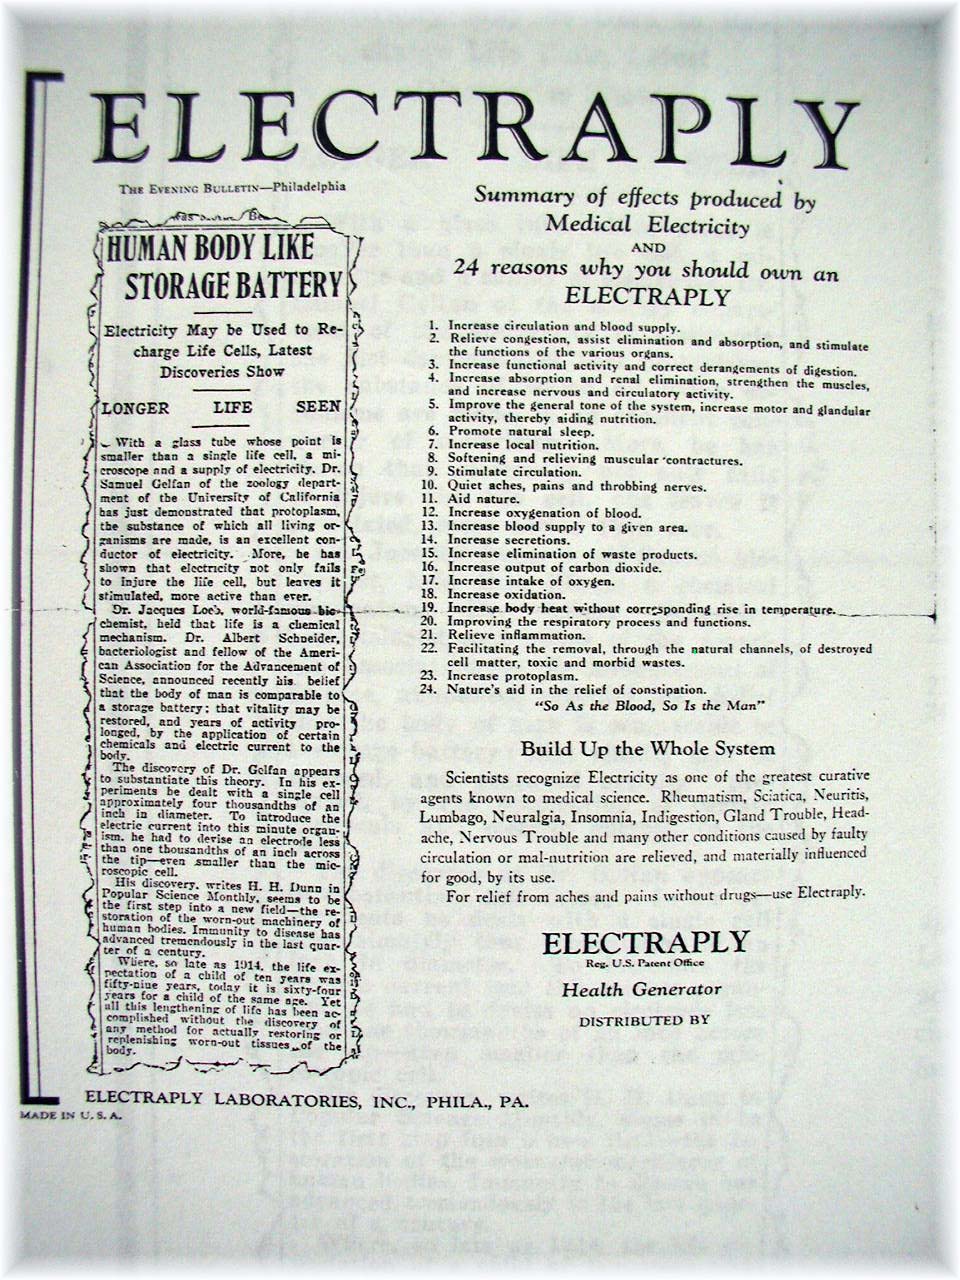 ELECTRAPLY
THE EVENING BULLETIN—Philadelphia
HUMAN BODY LIKE
STORAGE BATTERY
Electricity May be Used to Re-
charge Life Cells, Latest
Discoveries Show
LONGER LIFE SEEN
With a glass tube whose point is
smaller than a single life cell, a mi-
croscope and a supply of electricity, Dr.
Samuel Gelfan of the zoology depart-
ment of the University of California
has just demonstrated that protoplasm,
the substance of which all living or-
ganisms are made, is an excellent con-
ductor of electricity. More, he has
shown that electricity not only fails
to injure the life cell, but leaves it
stimulated, more active than ever.
Dr. Jacques Loeb, world-famous bio-
chemist, held that life is a chemical
mechanism. Dr. Albert Schneider,
bacteriologist and fellow of the Ameri-
can Association for the Advancement of
Science, announced recently his belief
that the body of man is comparable to
a storage battery; that vitality may be
restored, and years of activity pro-
longed, by the application of certain
chemicals and electric current to the
body.
The discovery of Dr. Gelfan appears
to substantiate this theory. In his ex-
periments he dealt with a single cell
approximately four thousandths of an
inch in diameter. To introduce the
electric current into this minute organ-
ism, he had to devise an electrode less
than one thousandths of an inch across
the tip—even smaller than the mic-
roscopic cell.
His discovery, writes H. H. Dunn in
Popular Science Monthly, seems to be
the first step into a new field—the re-
storation of the worn-out machinery of
human bodies. Immunity to disease has
advanced tremendously in the last quar-
ter of a century.
Where, so late as 1914, the life ex-
pectation of a child of ten years was
fifty-nine years, today it is sixty-four
years for a child of the same age. Yet
all this lengthening of life has been ac-
complished without the discovery of
any method for actually restoring or
replenishing worn-out tissues of the
body.
Summary of effects produced by
Medical Electricity
AND
24 reasons why you should own an
ELECTRAPLY
1. Increase circulation and blood supply.
2. Relieve congestion, assist elimination and absorption, and stimulate
the functions of the various organs.
3. Increase functional activity and correct derangements of digestion.
4. Increase absorption and renal elimination, strengthen the muscles,
and increase nervous and circulatory activity.
5. Improve the general tone of the system, increase motor and glandular
activity, thereby aiding nutrition.
6. Promote natural sleep.
7. Increase local nutrition.
8. Softening and relieving muscular contractures.
9. Stimulate circulation.
10. Quiet aches, pains and throbbing nerves.
11. Aid nature.
12. Increase oxygenation of blood.
13. Increase blood supply to a given area.
14. Increase secretions.
15. Increase elimination of waste products.
16. Increase output of carbon dioxide.
17. Increase intake of oxygen.
18. Increase oxidation.
19. Increase body heat without corresponding rise in temperature.
20. Improving the respiratory process and functions.
21. Relieve inflammation.
22. Facilitating the removal, through the natural channels, of destroyed
cell matter, toxic and morbid wastes.
23. Increase protoplasm.
24. Nature's aid in the relief of constipation.
"So As the Blood, So Is the Man"
Build Up the Whole System
Scientists recognize Electricity as one of the greatest curative
agents known to medical science. Rheumatism, Sciatica, Neuritis,
Lumbago, Neuralgia, Insomnia, Indigestion, Gland Trouble, Head-
ache, Nervous Trouble and many other conditions caused by faulty
circulation or mal-nutrition are relieved, and materially influenced
for good, by its use.
For relief from aches and pains without drugs—use Electraply.
ELECTRAPLY
Reg. U.S. Patent Office
Health Generator
DISTRIBUTED BY
ELECTRAPLY LABORATORIES, INC., PHILA., PA.
MADE IN U. S. A.